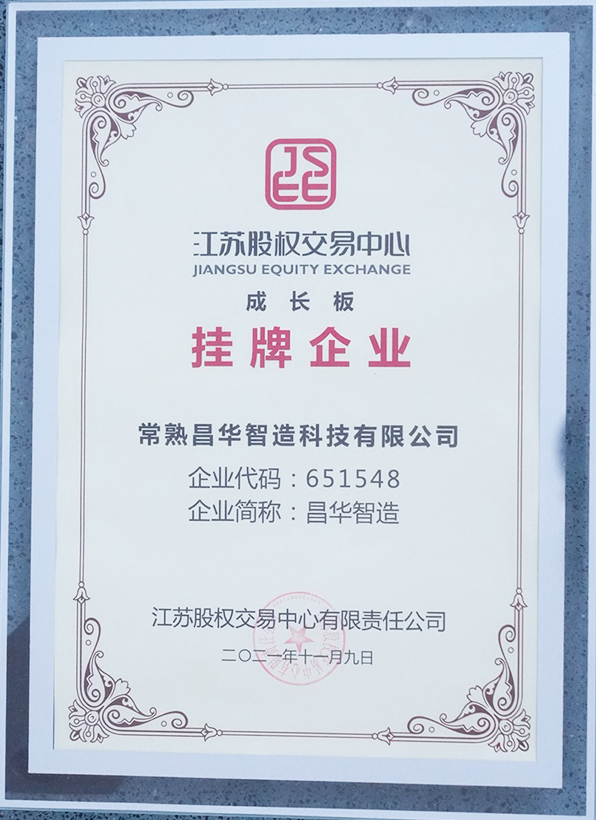 JS
EE
江苏股权交易中心
JIANGSU EQUITY EXCHANGE
成长板
挂牌企业
常熟昌华智造科技有限公司
企业代码：651548
企业简称：昌华智造
江苏股权交易中心有限责任公司
二〇二一年十一月九日